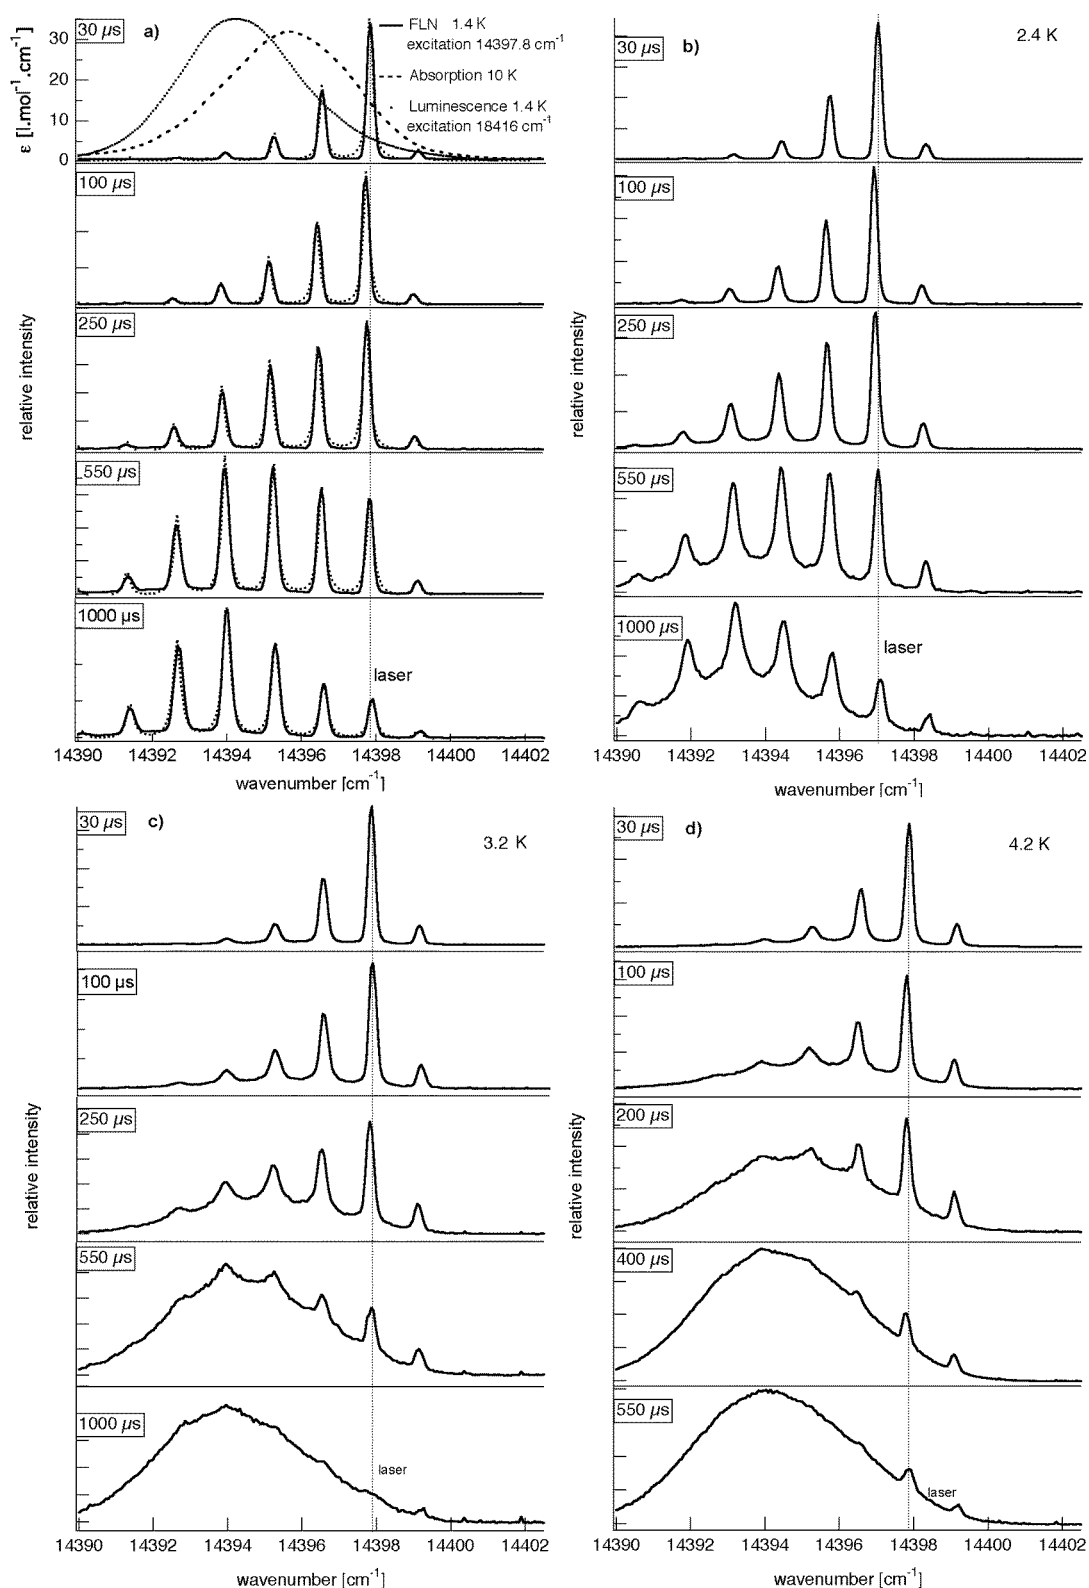 30 µs
a)
FLN 1.4 K
excitation 14397.8 cm-1
Absorption 10 K
Luminescence 1.4 K
excitation 18416 cm-1
ε [l.mol-1.cm-1]
30
20
10
0
100 µs
250 µs
550 µs
1000 µs
laser
relative intensity
14390 14392 14394 14396 14398 14400 14402
wavenumber [cm-1]
30 µs
b)
2.4 K
100 µs
250 µs
550 µs
1000 µs
laser
relative intensity
14390 14392 14394 14396 14398 14400 14402
wavenumber [cm-1]
30 µs
c)
3.2 K
100 µs
250 µs
550 µs
1000 µs
laser
relative intensity
14390 14392 14394 14396 14398 14400 14402
wavenumber [cm-1]
30 µs
d)
4.2 K
100 µs
200 µs
400 µs
550 µs
laser
relative intensity
14390 14392 14394 14396 14398 14400 14402
wavenumber [cm-1]